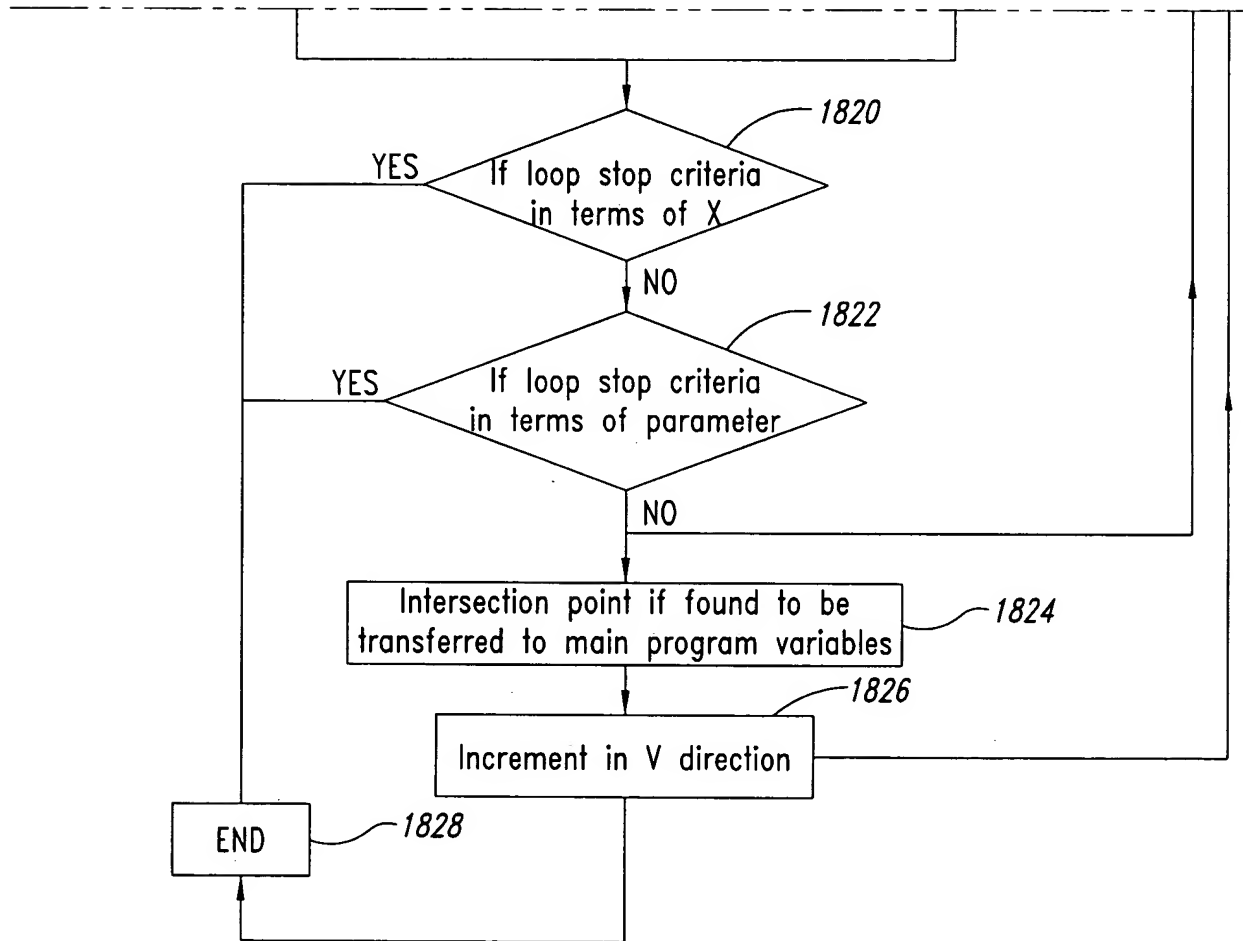 1820
YES
If loop stop criteria
in terms of X
NO
1822
YES
If loop stop criteria
in terms of parameter
NO
Intersection point if found to be
transferred to main program variables
1824
1826
Increment in V direction
END
1828